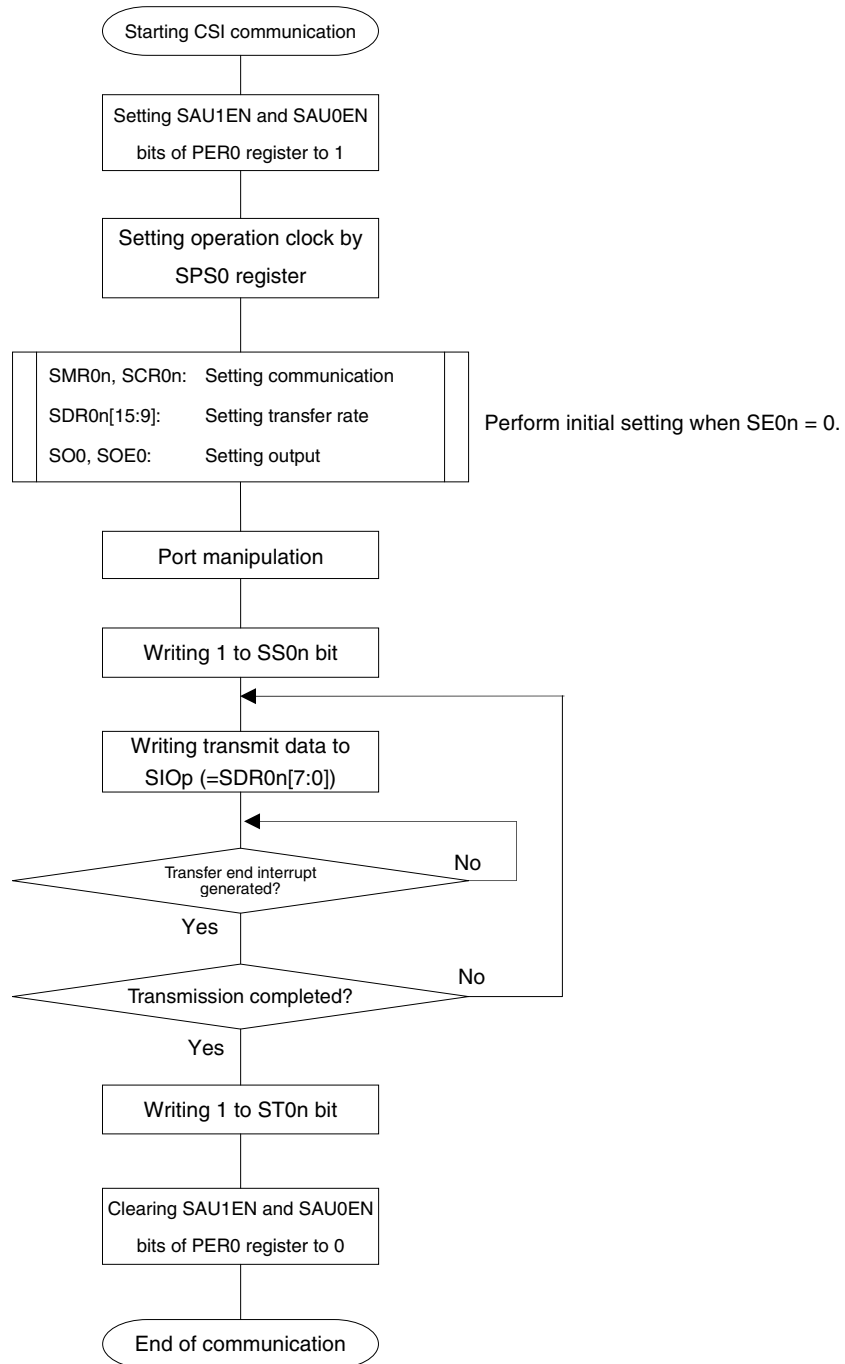 Starting CSI communication
Setting SAU1EN and SAU0EN
bits of PER0 register to 1
Setting operation clock by
SPS0 register
SMR0n, SCR0n: Setting communication
SDR0n[15:9]: Setting transfer rate
SO0, SOE0: Setting output
Perform initial setting when SE0n = 0.
Port manipulation
Writing 1 to SS0n bit
Writing transmit data to
SIOp (=SDR0n[7:0])
Transfer end interrupt
generated?
No
Yes
Transmission completed?
No
Yes
Writing 1 to ST0n bit
Clearing SAU1EN and SAU0EN
bits of PER0 register to 0
End of communication